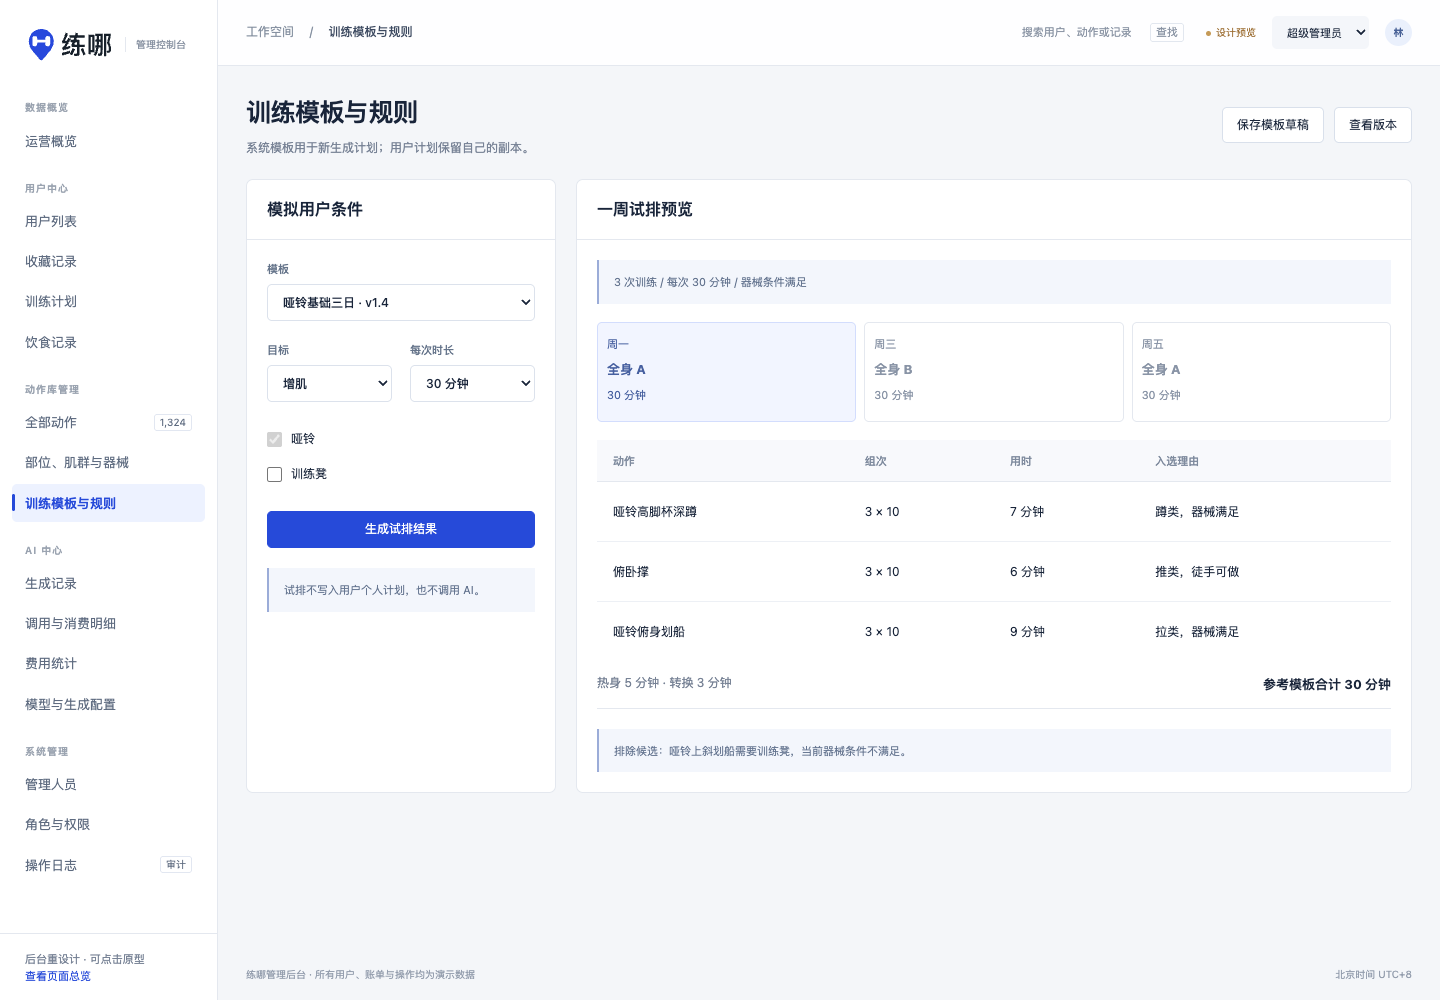 练哪 管理控制台
工作空间 / 训练模板与规则
搜索用户、动作或记录 查找
设计预览
超级管理员
林
数据概览
运营概览
用户中心
用户列表
收藏记录
训练计划
饮食记录
动作库管理
全部动作 1,324
部位、肌群与器械
训练模板与规则
AI 中心
生成记录
调用与消费明细
费用统计
模型与生成配置
系统管理
管理人员
角色与权限
操作日志 审计
后台重设计 · 可点击原型
查看页面总览
训练模板与规则
系统模板用于新生成计划；用户计划保留自己的副本。
保存模板草稿 查看版本
模拟用户条件
模板
哑铃基础三日 · v1.4
目标 每次时长
增肌 30 分钟
哑铃
训练凳
生成试排结果
试排不写入用户个人计划，也不调用 AI。
一周试排预览
3 次训练 / 每次 30 分钟 / 器械条件满足
周一 周三 周五
全身 A 全身 B 全身 A
30 分钟 30 分钟 30 分钟
动作 组次 用时 入选理由
哑铃高脚杯深蹲 3 × 10 7 分钟 蹲类，器械满足
俯卧撑 3 × 10 6 分钟 推类，徒手可做
哑铃俯身划船 3 × 10 9 分钟 拉类，器械满足
热身 5 分钟 · 转换 3 分钟 参考模板合计 30 分钟
排除候选：哑铃上斜划船需要训练凳，当前器械条件不满足。
练哪管理后台 · 所有用户、账单与操作均为演示数据 北京时间 UTC+8